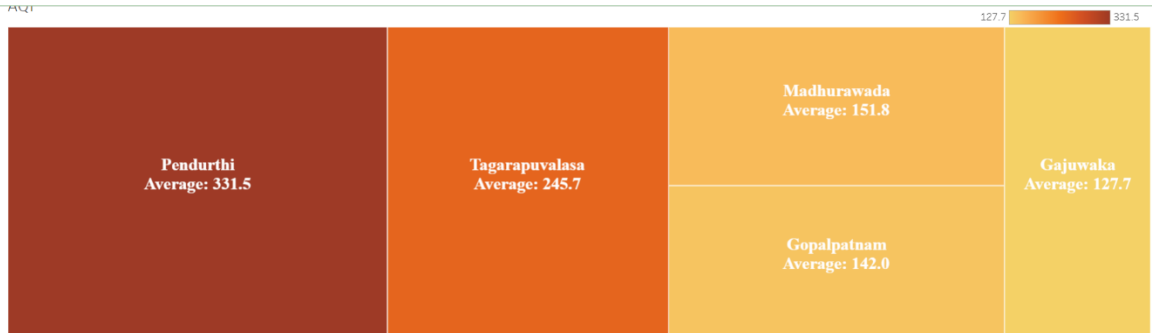 AQI
127.7 331.5
Pendurthi
Average: 331.5
Tagarapuvalasa
Average: 245.7
Madhurawada
Average: 151.8
Gopalpatnam
Average: 142.0
Gajuwaka
Average: 127.7